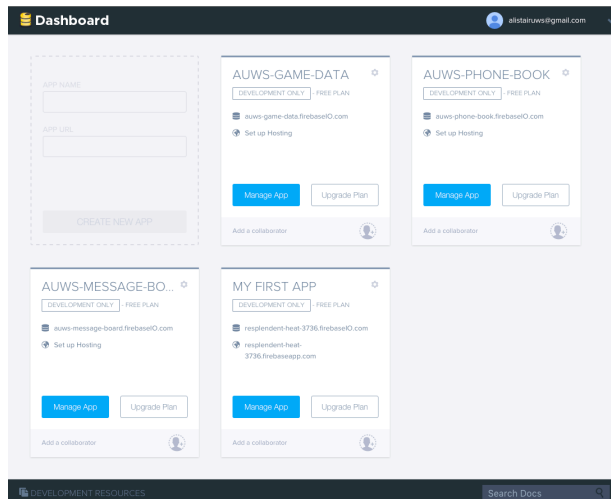 Dashboard
alistairuws@gmail.com
APP NAME
APP URL
CREATE NEW APP
AUWS-GAME-DATA
DEVELOPMENT ONLY - FREE PLAN
auws-game-data.firebaseIO.com
Set up Hosting
Manage App
Upgrade Plan
Add a collaborator
AUWS-PHONE-BOOK
DEVELOPMENT ONLY - FREE PLAN
auws-phone-book.firebaseIO.com
Set up Hosting
Manage App
Upgrade Plan
Add a collaborator
AUWS-MESSAGE-BO...
DEVELOPMENT ONLY - FREE PLAN
auws-message-board.firebaseIO.com
Set up Hosting
Manage App
Upgrade Plan
Add a collaborator
MY FIRST APP
DEVELOPMENT ONLY - FREE PLAN
resplendent-heat-3736.firebaseIO.com
resplendent-heat-
3736.firebaseapp.com
Manage App
Upgrade Plan
Add a collaborator
DEVELOPMENT RESOURCES
Search Docs